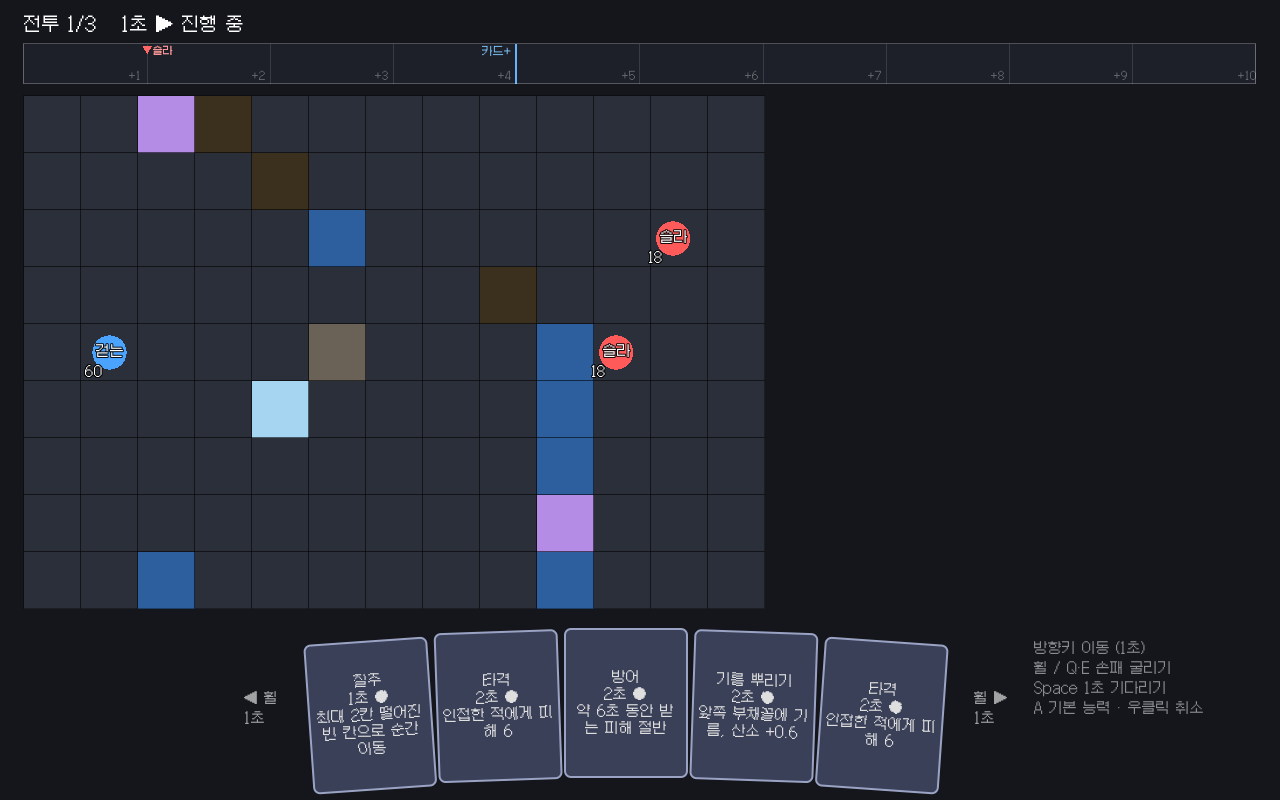 전투 1/3 1초 ▶ 진행 중
▼슬라 카드+
+1 +2 +3 +4 +5 +6 +7 +8 +9 +10
슬라
18
걷는
60
슬라
18
◀ 휠
1초
질주
1초 ●
최대 2칸 떨어진
빈 칸으로 순간
이동
타격
2초 ●
인접한 적에게 피
해 6
방어
2초 ●
약 6초 동안 받
는 피해 절반
기름 뿌리기
2초 ●
앞쪽 부채꼴에 기
름, 산소 +0.6
타격
2초 ●
인접한 적에게 피
해 6
휠 ▶
1초
방향키 이동 (1초)
휠 / Q·E 손패 굴리기
Space 1초 기다리기
A 기본 능력 · 우클릭 취소